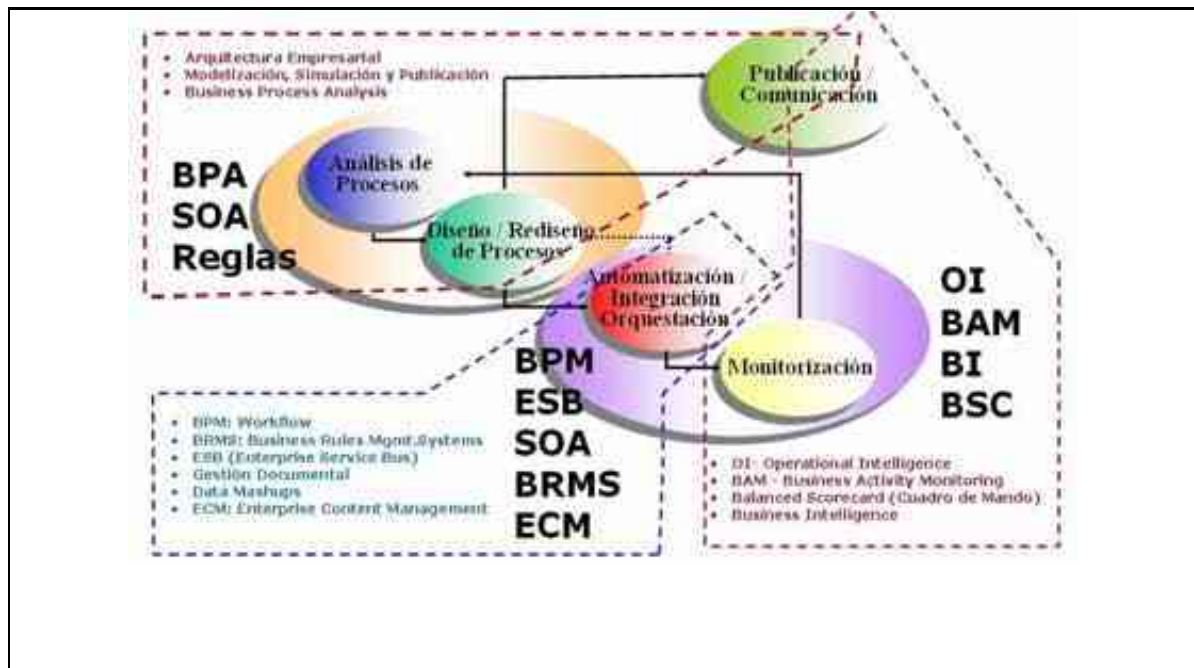 • Arquitectura Empresarial
• Modelización, Simulación y Publicación
• Business Process Analysis
Publicación /
Comunicación
BPA
SOA
Reglas
Análisis de
Procesos
Diseño / Rediseño
de Procesos
Automatización /
Integración
Orquestación
Monitorización
OI
BAM
BI
BSC
BPM
ESB
SOA
BRMS
ECM
• BPM: Workflow
• BRMS: Business Rules Mgmt.Systems
• ESB (Enterprise Service Bus)
• Gestión Documental
• Data Mashups
• ECM: Enterprise Content Management
• OI- Operational Intelligence
• BAM - Business Activity Monitoring
• Balanced Scorecard (Cuadro de Mando)
• Business Intelligence